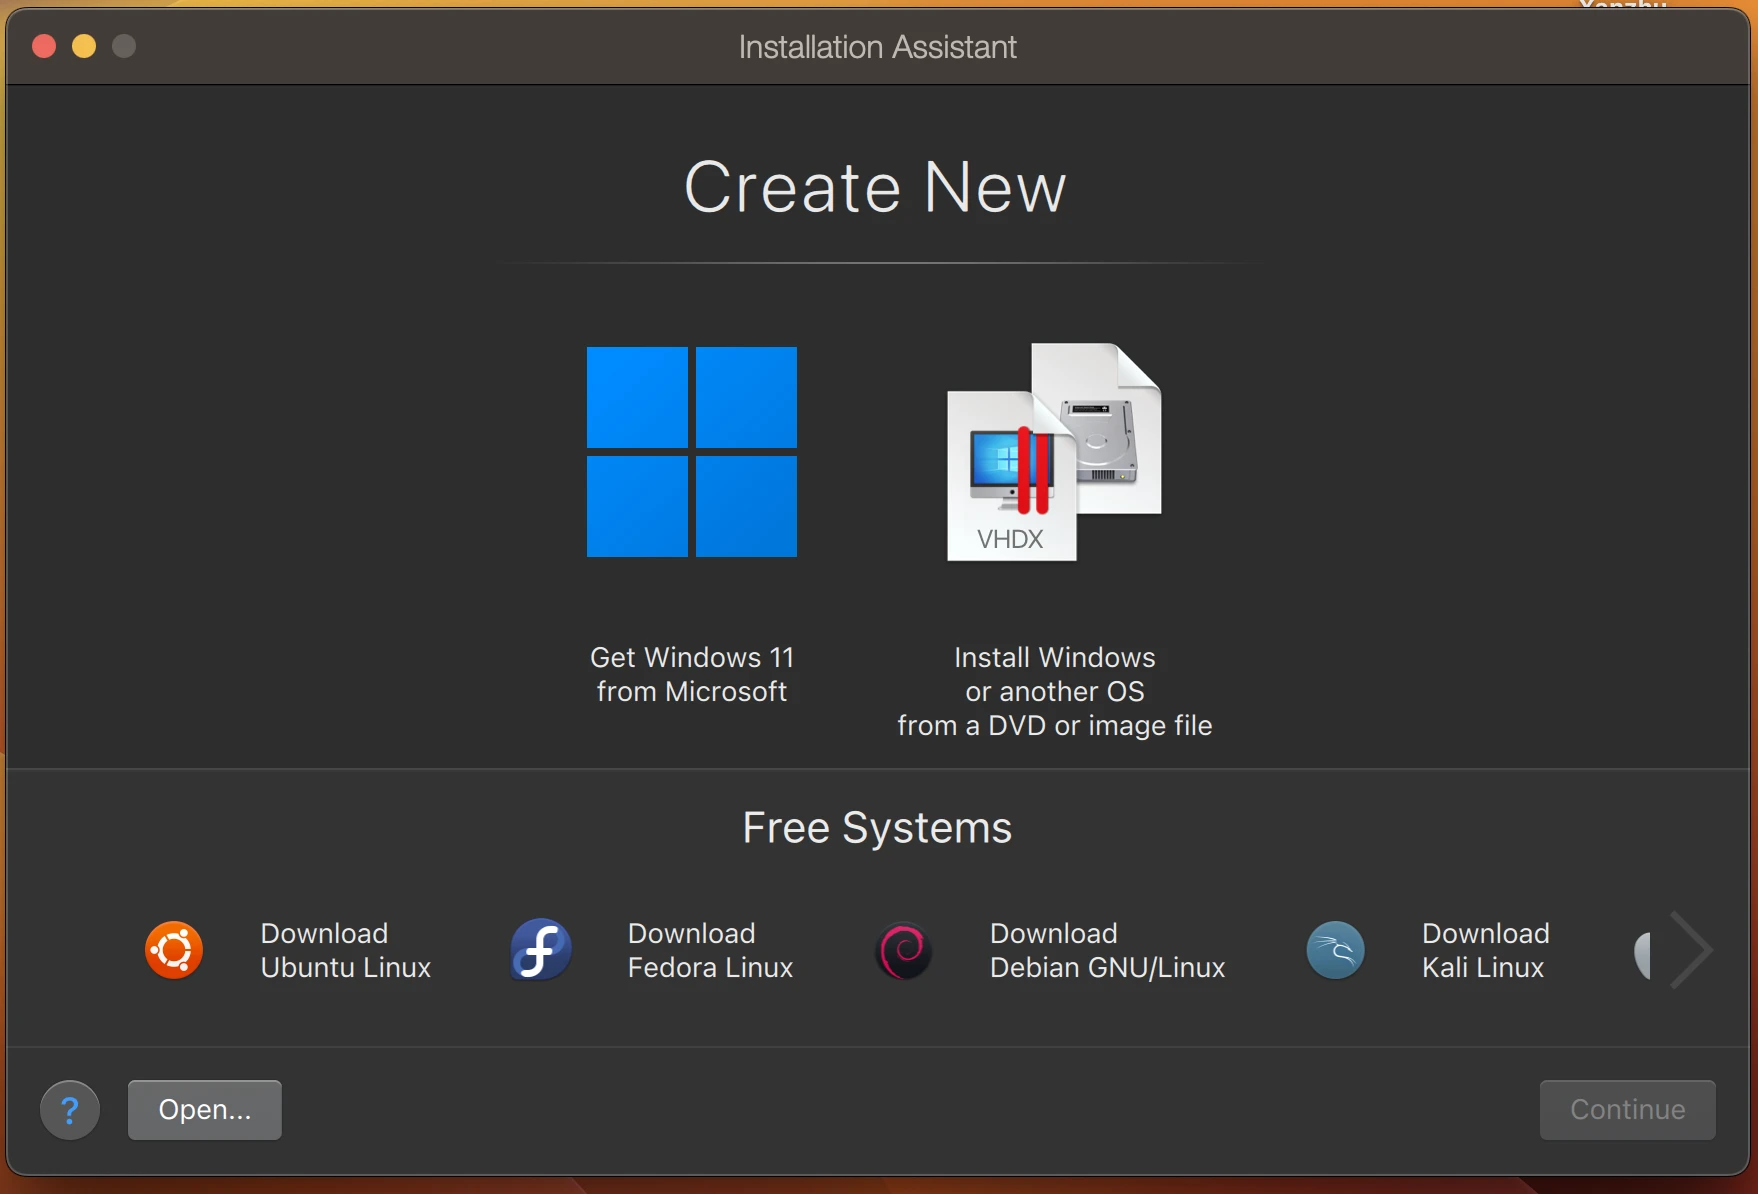 Installation Assistant
Create New
VHDX
Get Windows 11
from Microsoft
Install Windows
or another OS
from a DVD or image file
Free Systems
Download
Ubuntu Linux
Download
Fedora Linux
Download
Debian GNU/Linux
Download
Kali Linux
?
Open...
Continue